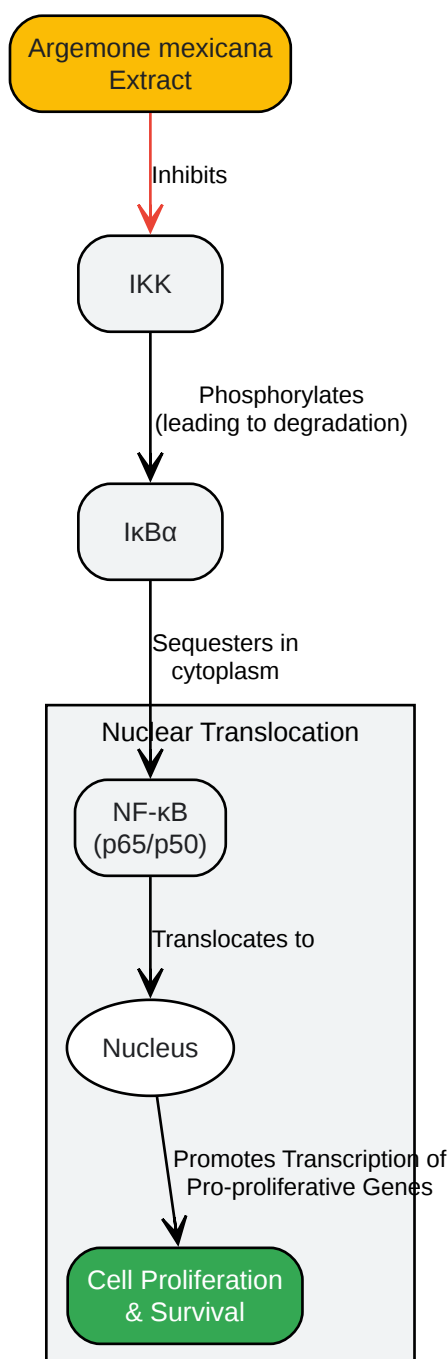 Argemone mexicana
Extract
Inhibits
IKK
Phosphorylates
(leading to degradation)
IκBα
Sequesters in
cytoplasm
Nuclear Translocation
NF-κB
(p65/p50)
Translocates to
Nucleus
Promotes Transcription of
Pro-proliferative Genes
Cell Proliferation
& Survival